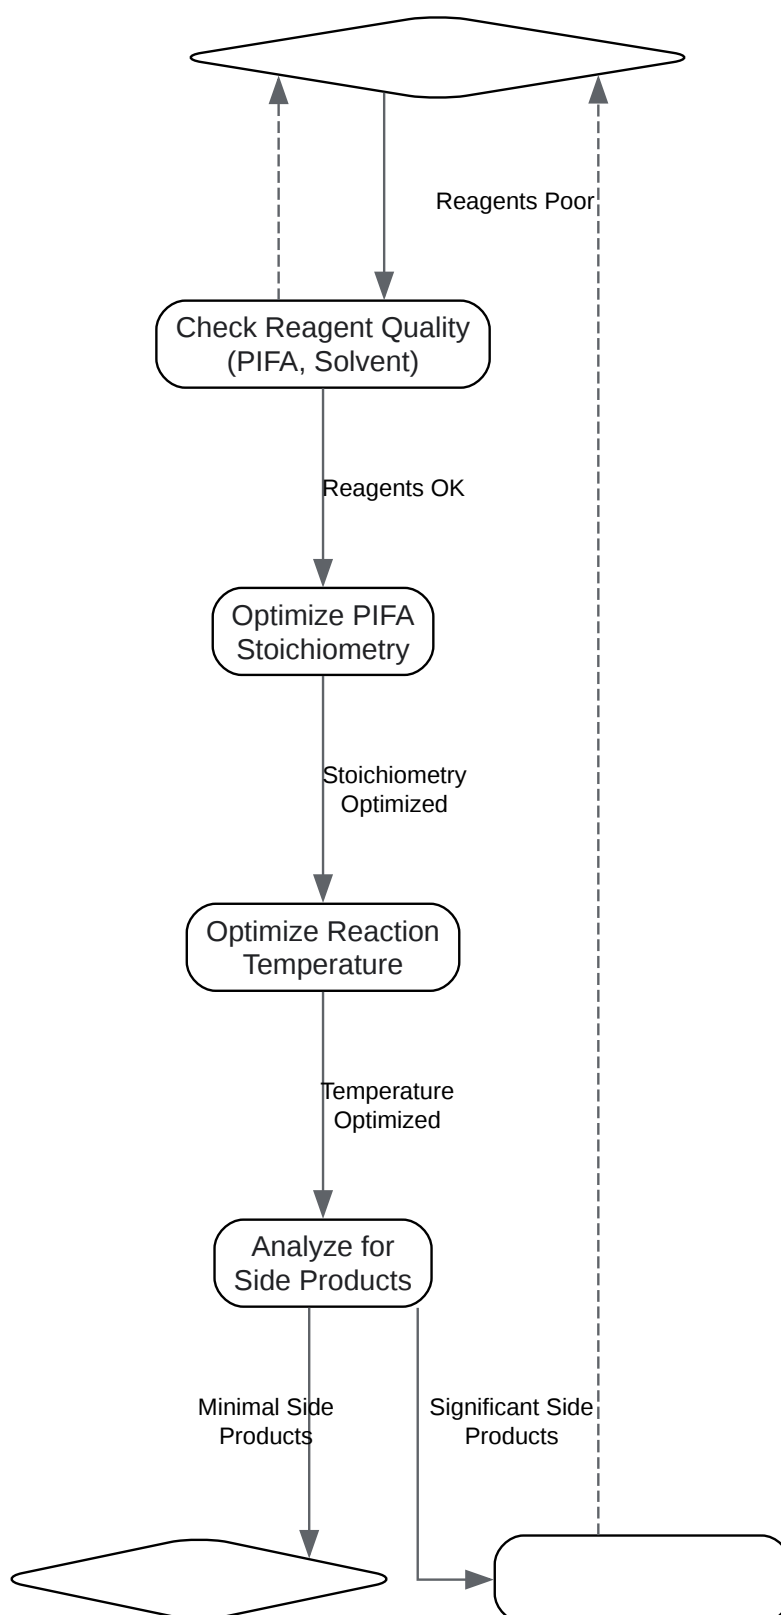 Reagents Poor
Check Reagent Quality
(PIFA, Solvent)
Reagents OK
Optimize PIFA
Stoichiometry
Stoichiometry
Optimized
Optimize Reaction
Temperature
Temperature
Optimized
Analyze for
Side Products
Minimal Side
Products
Significant Side
Products